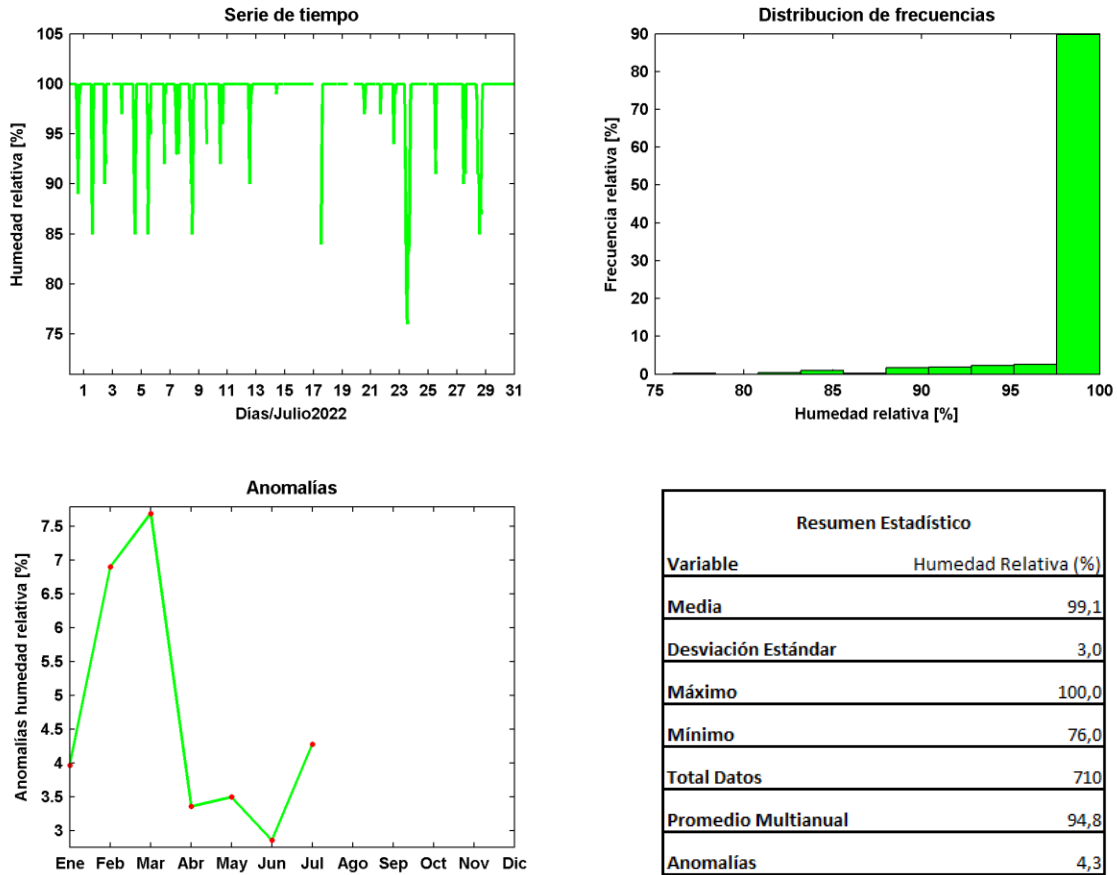 Serie de tiempo
Humedad relativa [%]
105
100
95
90
85
80
75
1 3 5 7 9 11 13 15 17 19 21 23 25 27 29 31
Días/Julio2022
Distribucion de frecuencias
Frecuencia relativa [%]
90
80
70
60
50
40
30
20
10
0
75 80 85 90 95 100
Humedad relativa [%]
Anomalías
Anomalías humedad relativa [%]
7.5
7
6.5
6
5.5
5
4.5
4
3.5
3
Ene Feb Mar Abr May Jun Jul Ago Sep Oct Nov Dic
Resumen Estadístico
Variable Humedad Relativa (%)
Media 99,1
Desviación Estándar 3,0
Máximo 100,0
Mínimo 76,0
Total Datos 710
Promedio Multianual 94,8
Anomalías 4,3